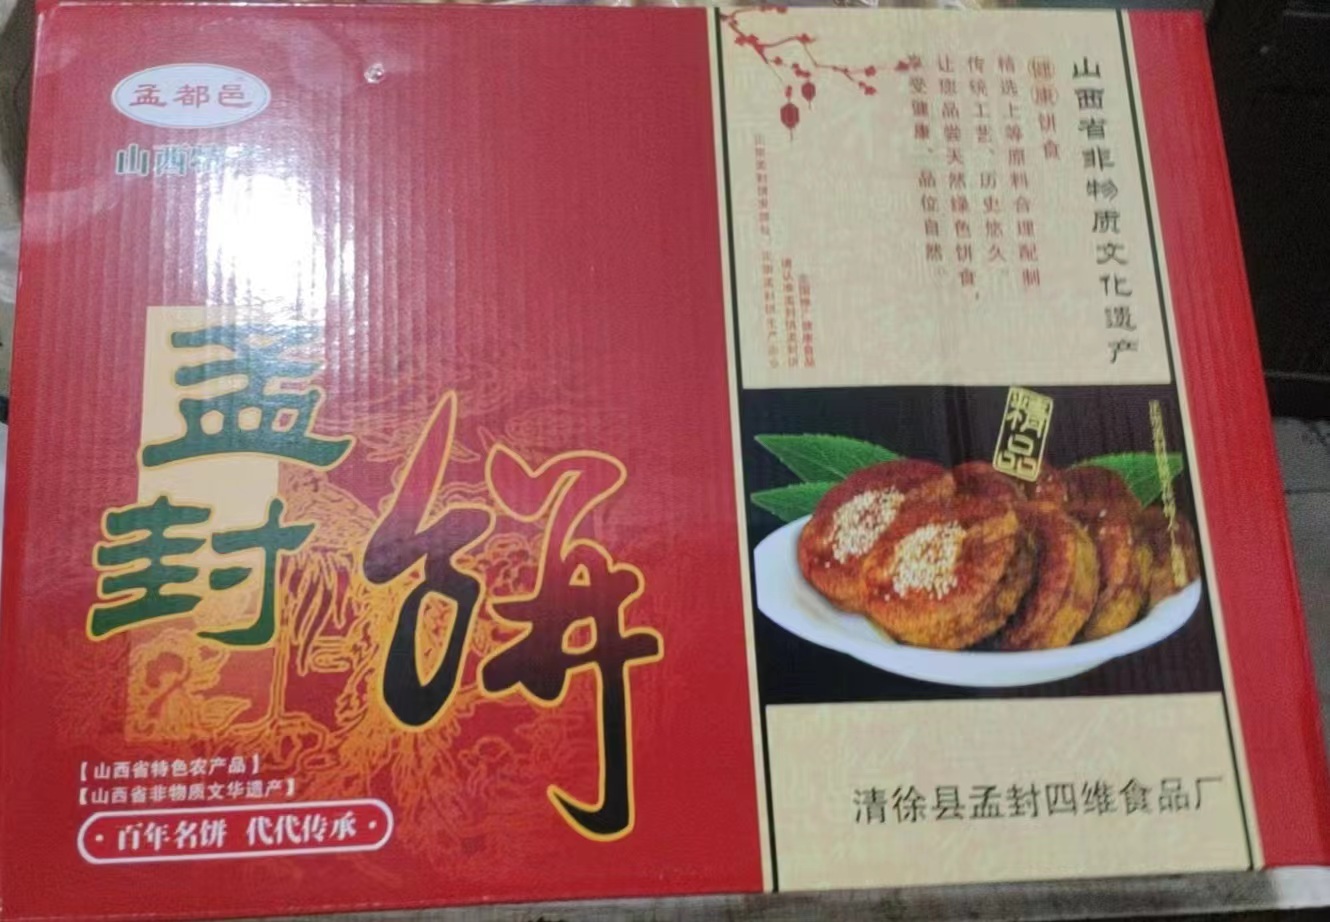 孟都邑
山西特产
孟封
饼
【山西省特色农产品】
【山西省非物质文华遗产】
·百年名饼 代代传承·
山西省非物质文化遗产
健康饼食
精选上等原料合理配制
传统工艺、历史悠久
让您品尝天然绿色饼食，
享受健康、品位自然。
精品
清徐县孟封四维食品厂